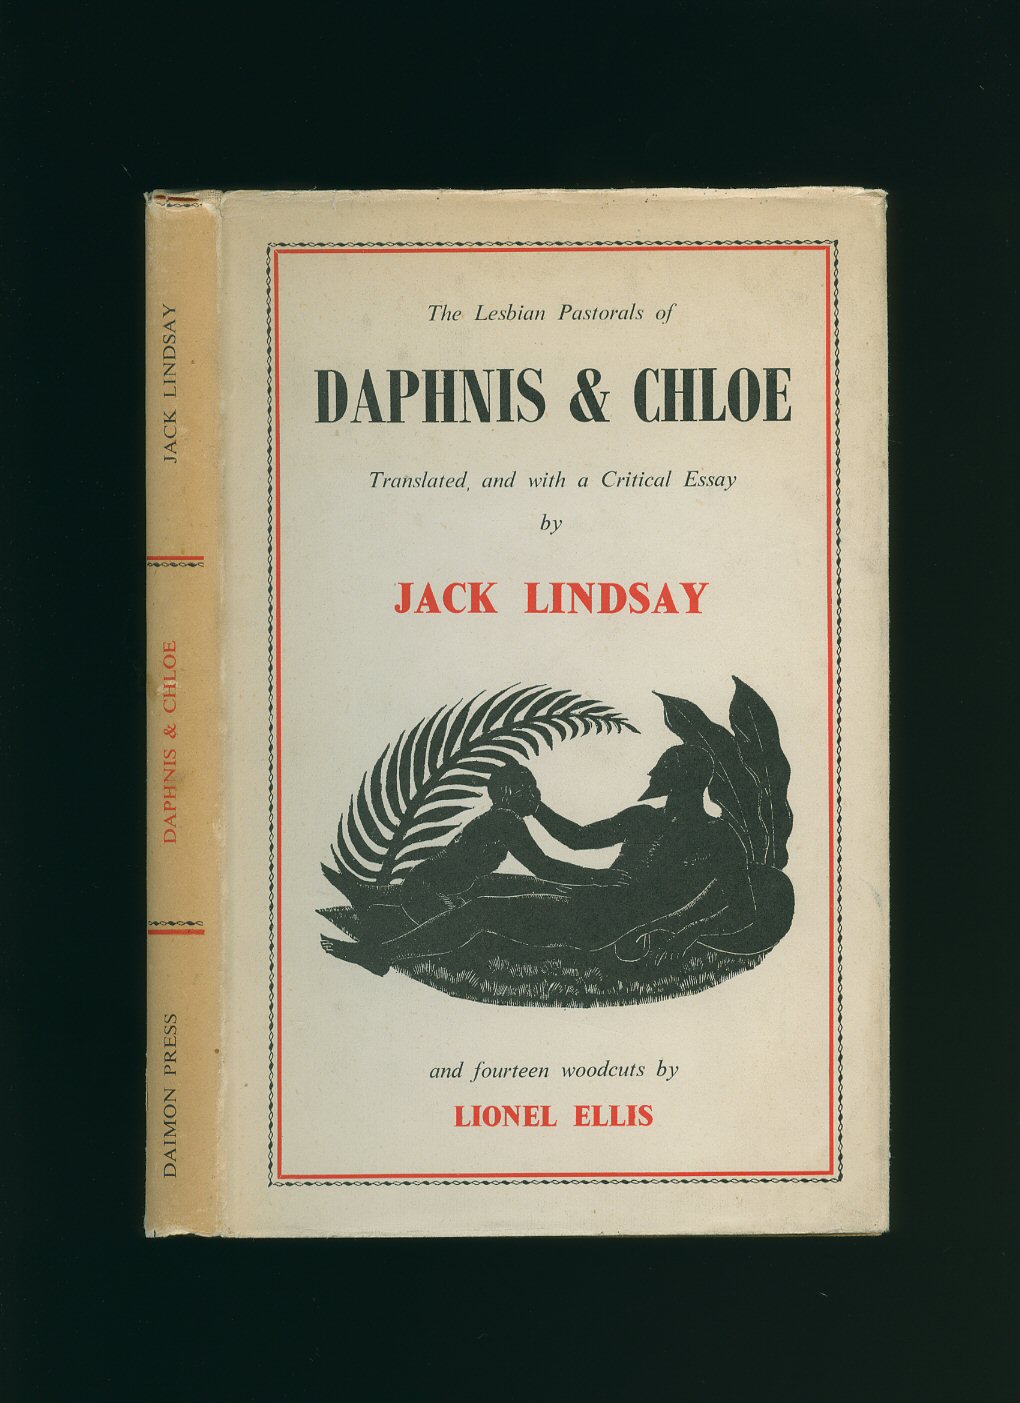 JACK LINDSAY
DAPHNIS & CHLOE
DAIMON PRESS
The Lesbian Pastorals of
DAPHNIS & CHLOE
Translated, and with a Critical Essay
by
JACK LINDSAY
and fourteen woodcuts by
LIONEL ELLIS